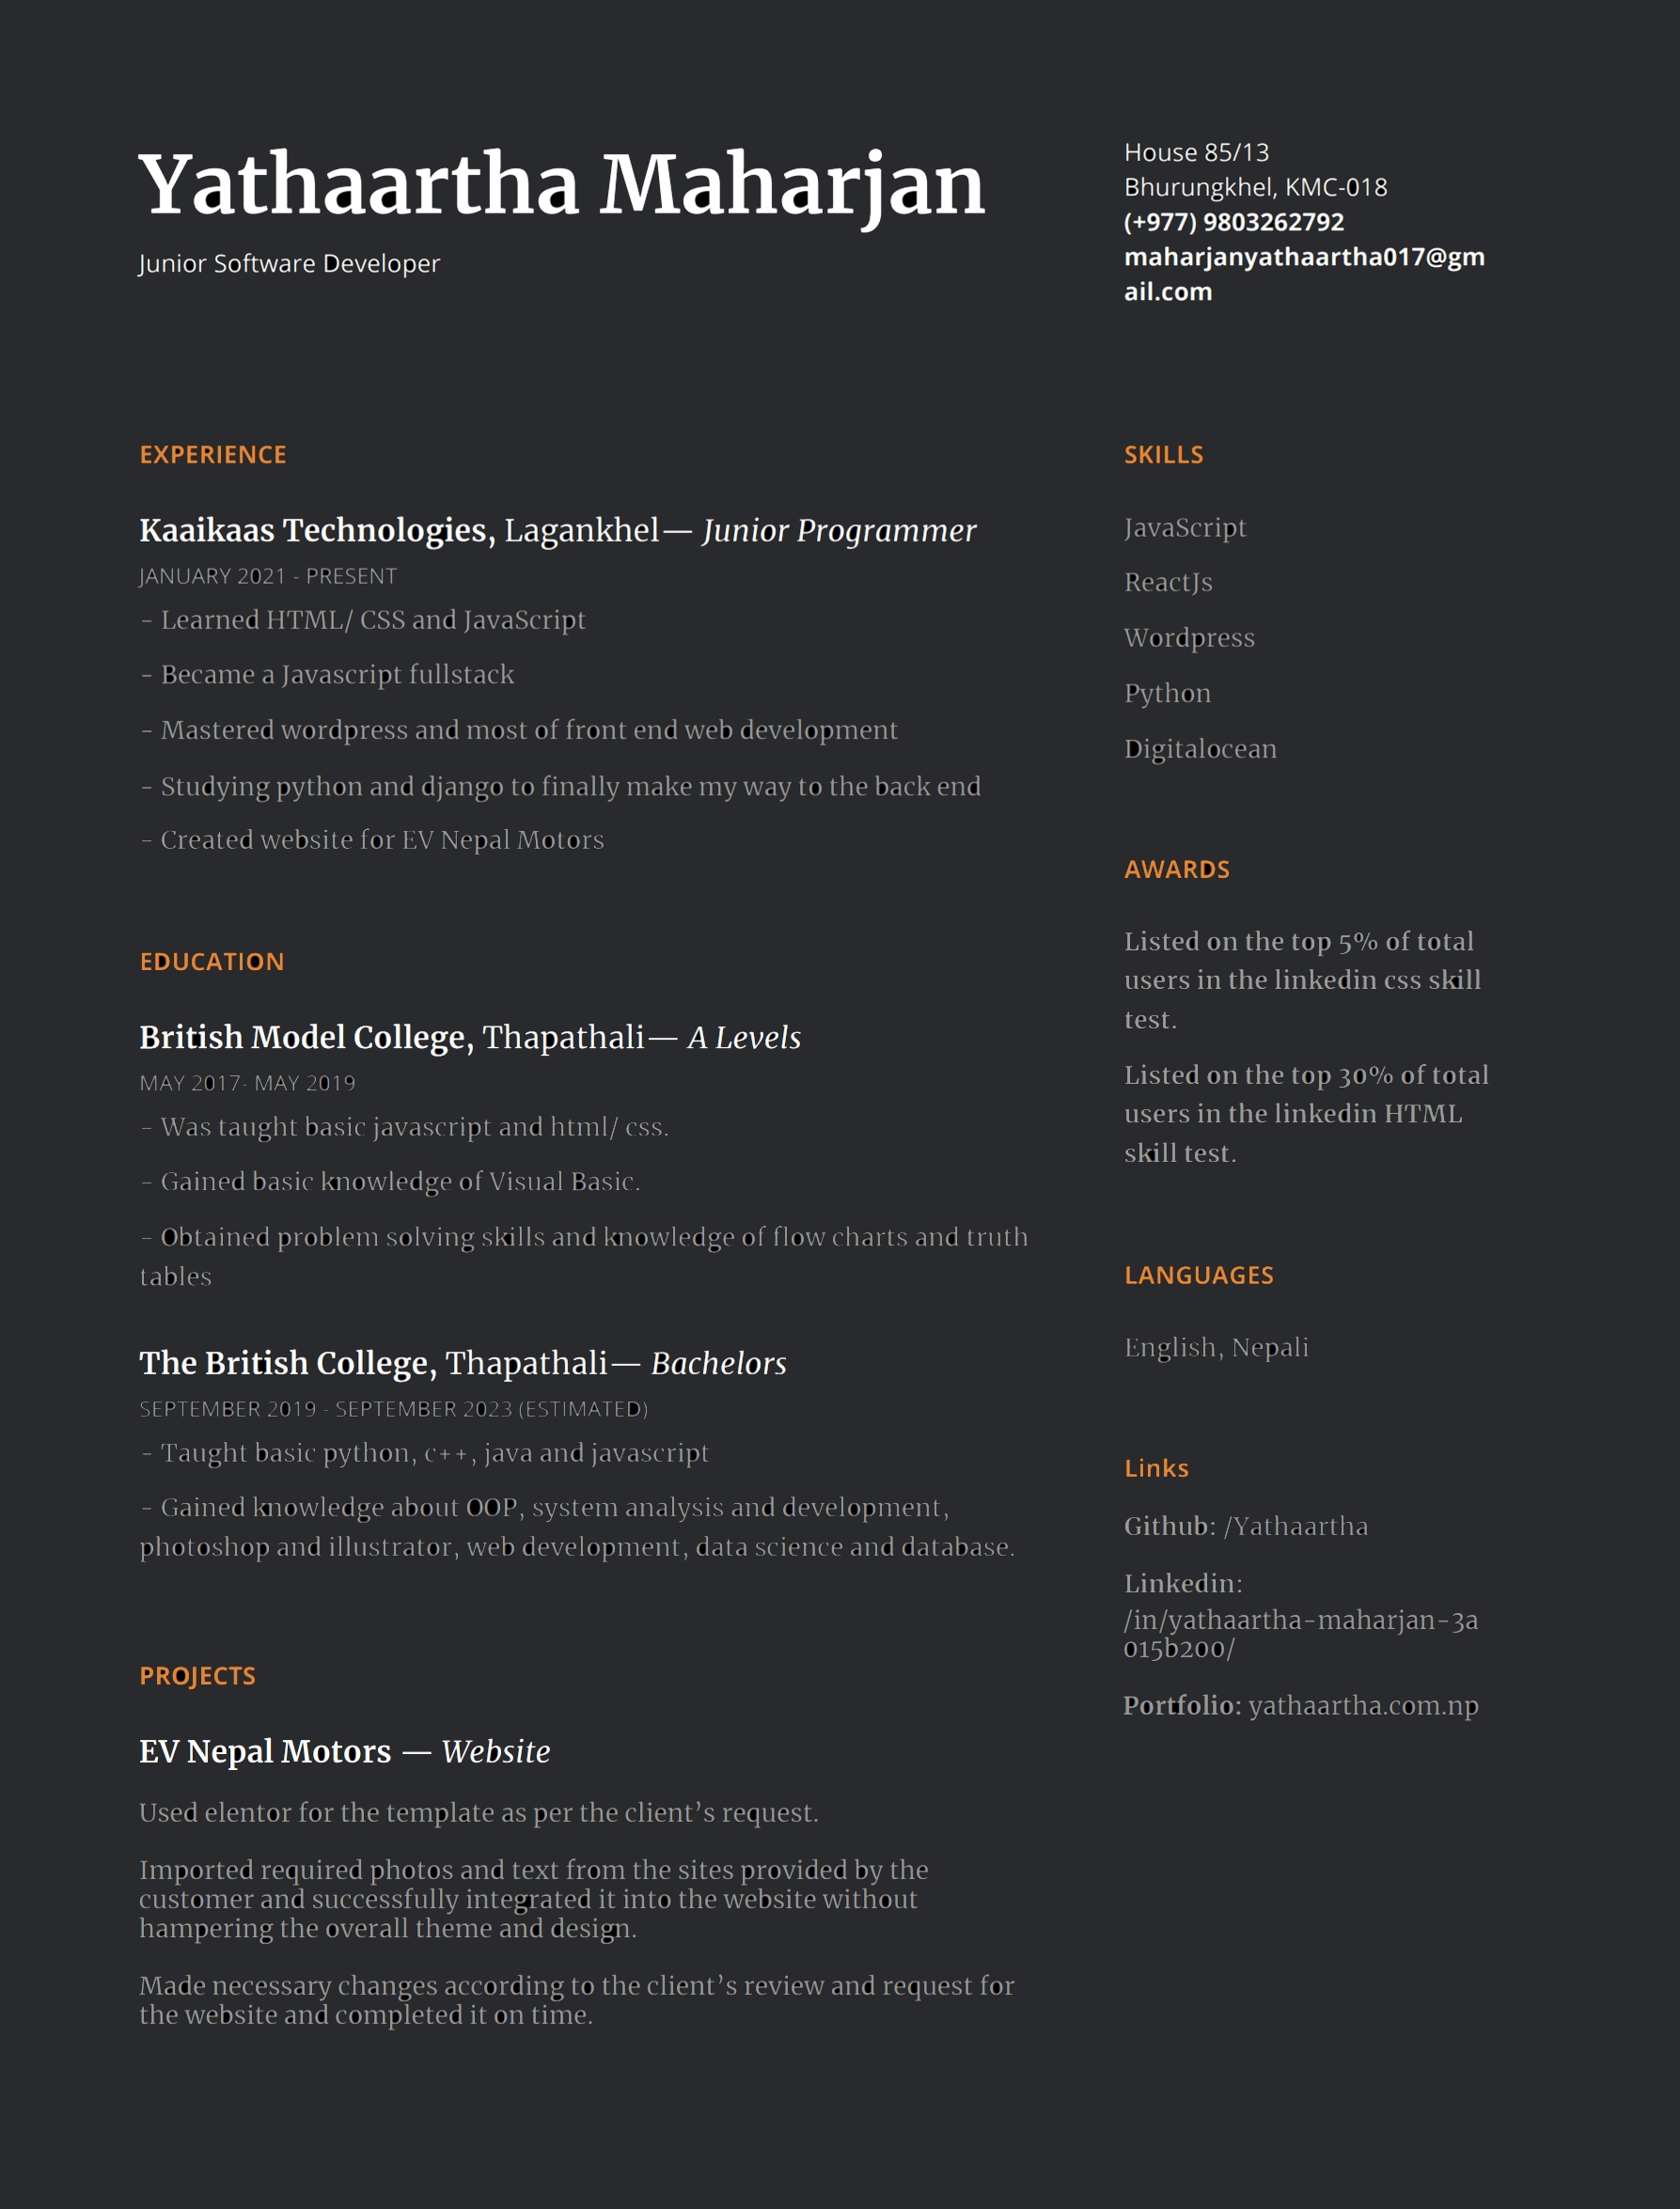 Yathaartha Maharjan
Junior Software Developer
House 85/13
Bhurungkhel, KMC-018
(+977) 9803262792
maharjanyathaartha017@gm
ail.com
EXPERIENCE
Kaaikaas Technologies, Lagankhel— Junior Programmer
JANUARY 2021 - PRESENT
- Learned HTML/ CSS and JavaScript
- Became a Javascript fullstack
- Mastered wordpress and most of front end web development
- Studying python and django to finally make my way to the back end
- Created website for EV Nepal Motors
EDUCATION
British Model College, Thapathali— A Levels
MAY 2017- MAY 2019
- Was taught basic javascript and html/ css.
- Gained basic knowledge of Visual Basic.
- Obtained problem solving skills and knowledge of flow charts and truth
tables
The British College, Thapathali— Bachelors
SEPTEMBER 2019 - SEPTEMBER 2023 (ESTIMATED)
- Taught basic python, c++, java and javascript
- Gained knowledge about OOP, system analysis and development,
photoshop and illustrator, web development, data science and database.
PROJECTS
EV Nepal Motors — Website
Used elentor for the template as per the client’s request.
Imported required photos and text from the sites provided by the
customer and successfully integrated it into the website without
hampering the overall theme and design.
Made necessary changes according to the client’s review and request for
the website and completed it on time.
SKILLS
JavaScript
ReactJs
Wordpress
Python
Digitalocean
AWARDS
Listed on the top 5% of total
users in the linkedin css skill
test.
Listed on the top 30% of total
users in the linkedin HTML
skill test.
LANGUAGES
English, Nepali
Links
Github: /Yathaartha
Linkedin:
/in/yathaartha-maharjan-3a
015b200/
Portfolio: yathaartha.com.np